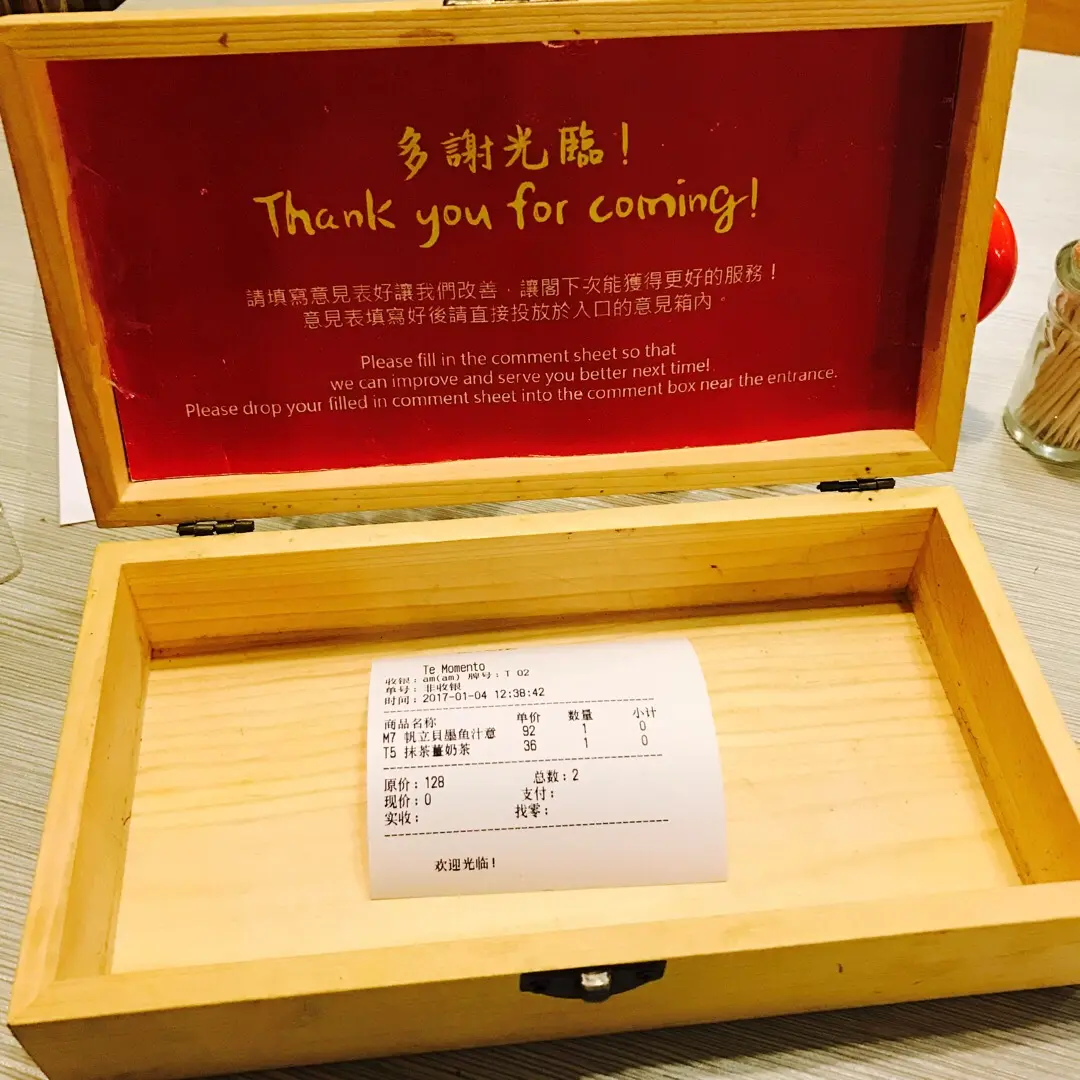 多謝光臨！
Thank you for coming!
請填寫意見表好讓我們改善，讓閣下次能獲得更好的服務！
意見表填寫好後請直接投放於入口的意見箱內。
Please fill in the comment sheet so that
we can improve and serve you better next time!
Please drop your filled in comment sheet into the comment box near the entrance.
Te Momento
收银：am(am) 牌号：T 02
单号：非收银
时间：2017-01-04 12:38:42
商品名称 单价 数量 小计
M7 帆立貝墨魚汁意 92 1 0
T5 抹茶薑奶茶 36 1 0
原价：128 总数：2
现价：0 支付：
实收： 找零：
欢迎光临!